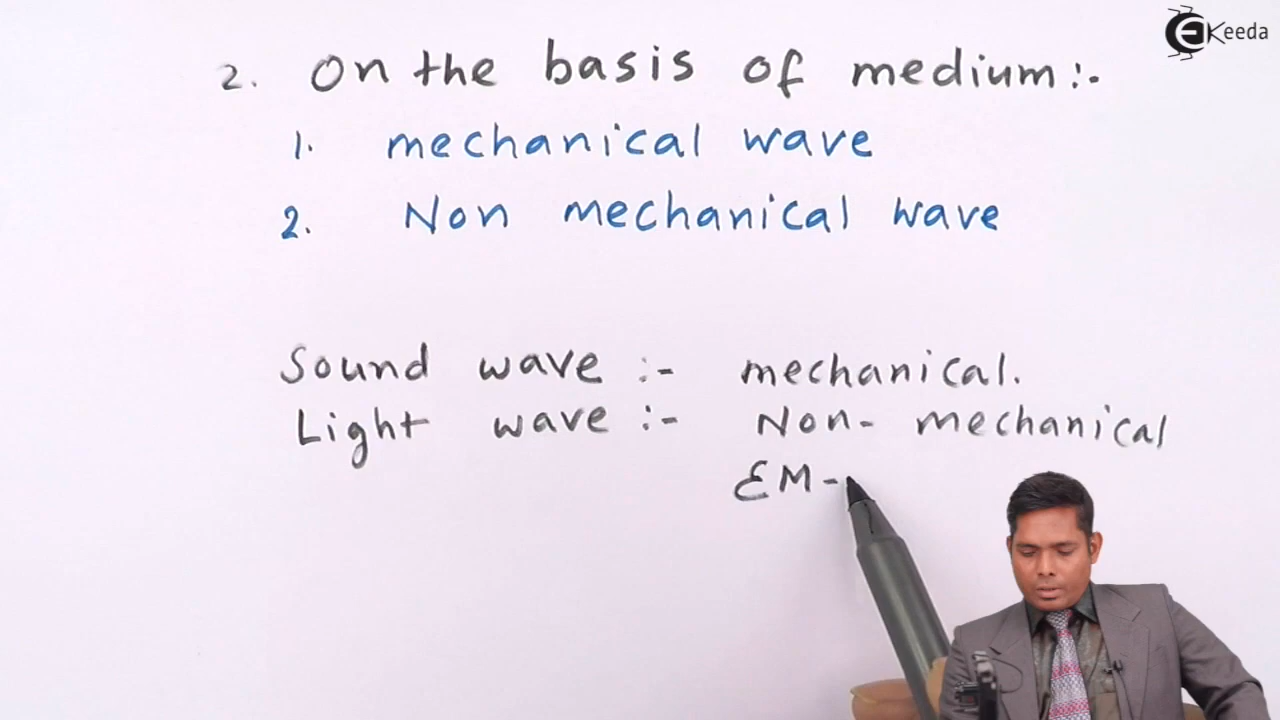 Keeda
2. On the basis of medium:-
1. mechanical wave
2. Non mechanical wave
Sound wave :- mechanical.
Light wave :- Non- mechanical
EM-